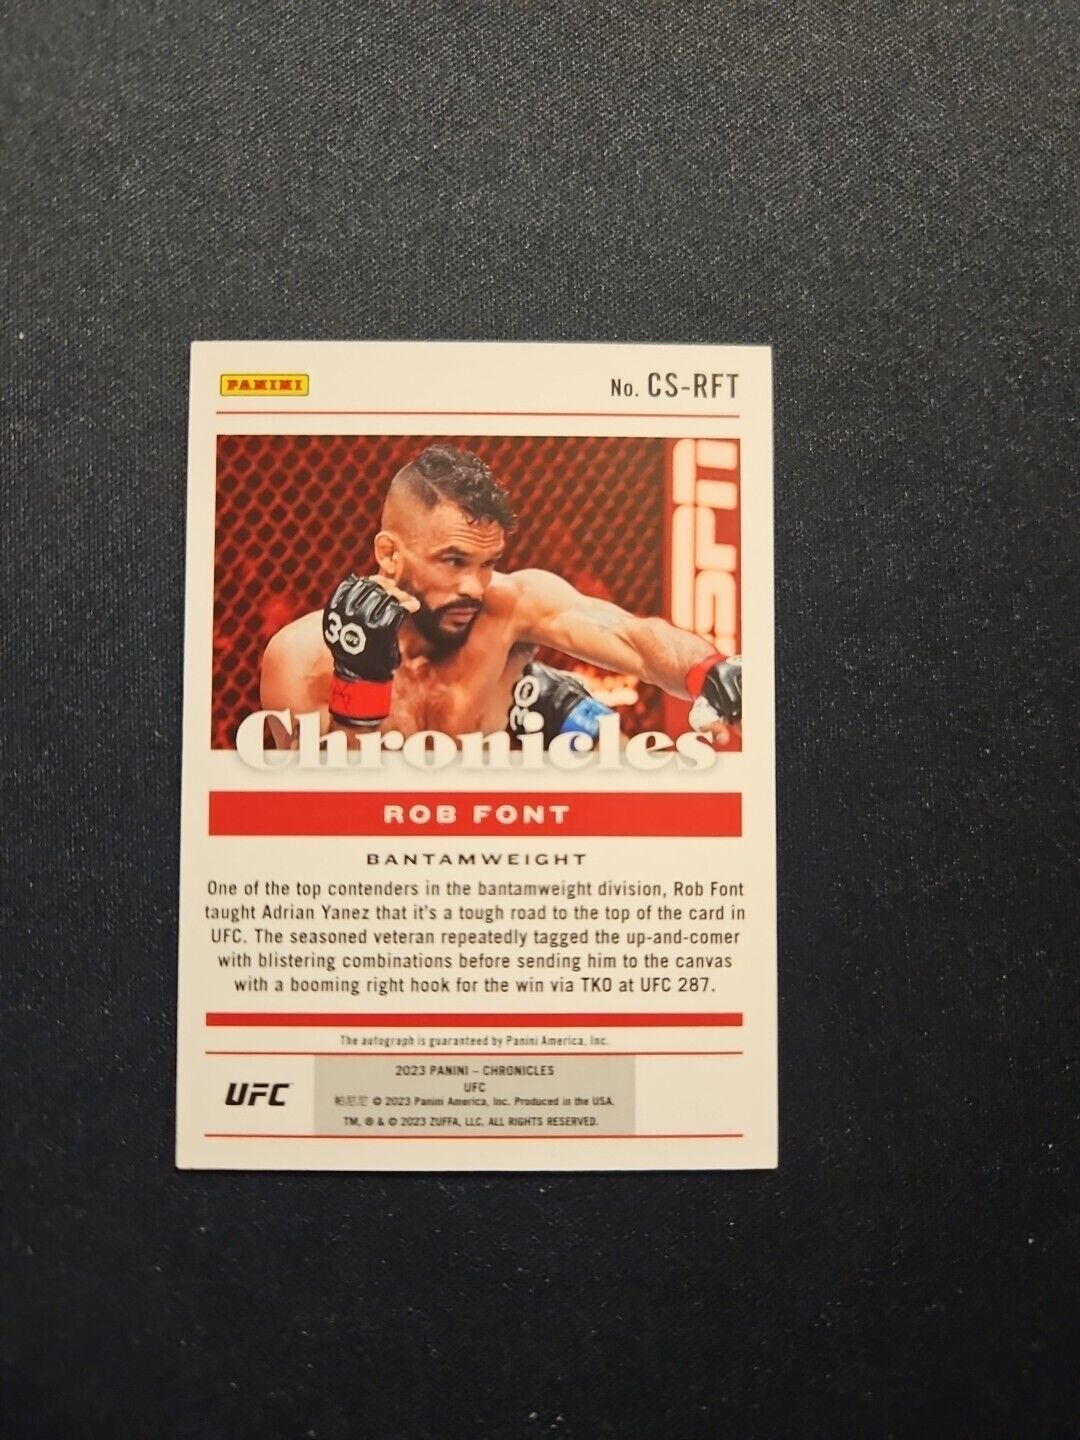 PANINI
No. CS-RFT
UFC
30
30
Chronicles
ROB FONT
BANTAMWEIGHT
One of the top contenders in the bantamweight division, Rob Font
taught Adrian Yanez that it's a tough road to the top of the card in
UFC. The seasoned veteran repeatedly tagged the up-and-comer
with blistering combinations before sending him to the canvas
with a booming right hook for the win via TKO at UFC 287.
The autograph is guaranteed by Panini America, Inc.
UFC
2023 PANINI – CHRONICLES
UFC
帕尼尼 © 2023 Panini America, Inc. Produced in the USA.
TM, ® & © 2023 ZUFFA, LLC. ALL RIGHTS RESERVED.